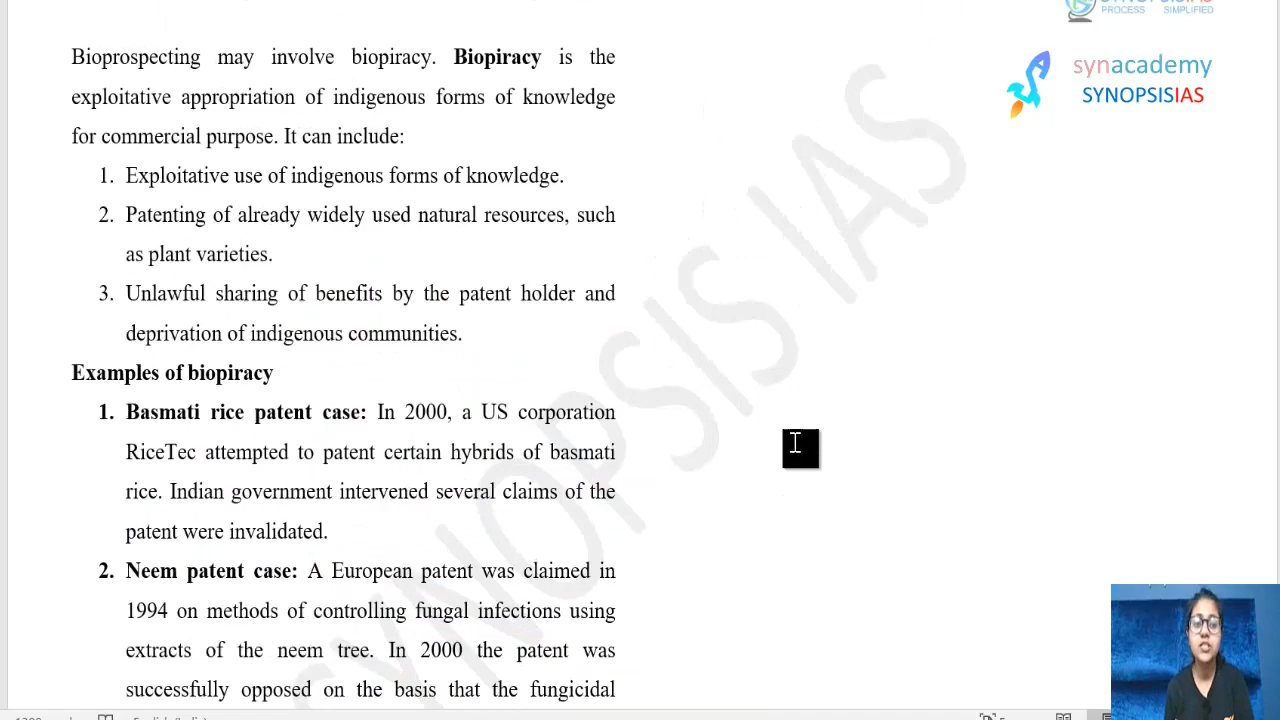 PROCESS SIMPLIFIED
synacademy
SYNOPSISIAS
Bioprospecting may involve biopiracy. Biopiracy is the
exploitative appropriation of indigenous forms of knowledge
for commercial purpose. It can include:
1. Exploitative use of indigenous forms of knowledge.
2. Patenting of already widely used natural resources, such
as plant varieties.
3. Unlawful sharing of benefits by the patent holder and
deprivation of indigenous communities.
Examples of biopiracy
1. Basmati rice patent case: In 2000, a US corporation
RiceTec attempted to patent certain hybrids of basmati
rice. Indian government intervened several claims of the
patent were invalidated.
2. Neem patent case: A European patent was claimed in
1994 on methods of controlling fungal infections using
extracts of the neem tree. In 2000 the patent was
successfully opposed on the basis that the fungicidal
SYNOPSIS IAS